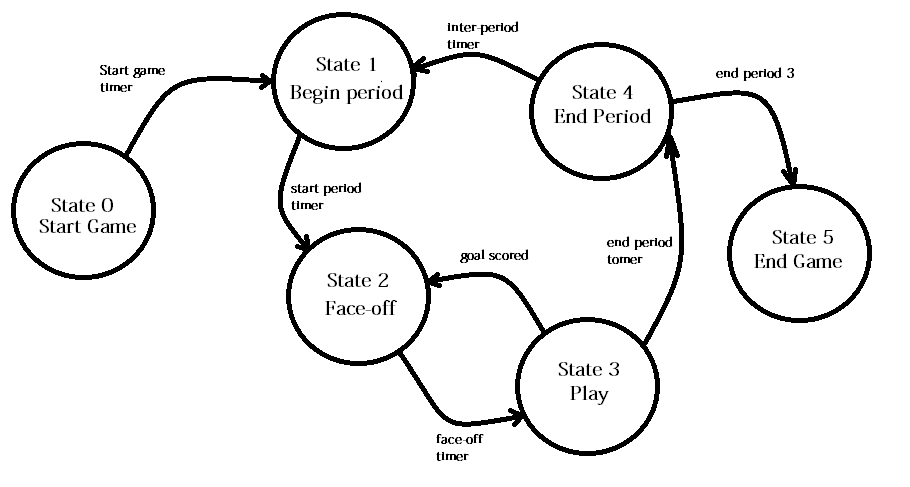 inter-period
timer
Start game
timer
State 1
Begin period
end period 3
State 4
End Period
start period
timer
State 0
Start Game
State 5
End Game
end period
tomer
goal scored
State 2
Face-off
State 3
Play
face-off
timer